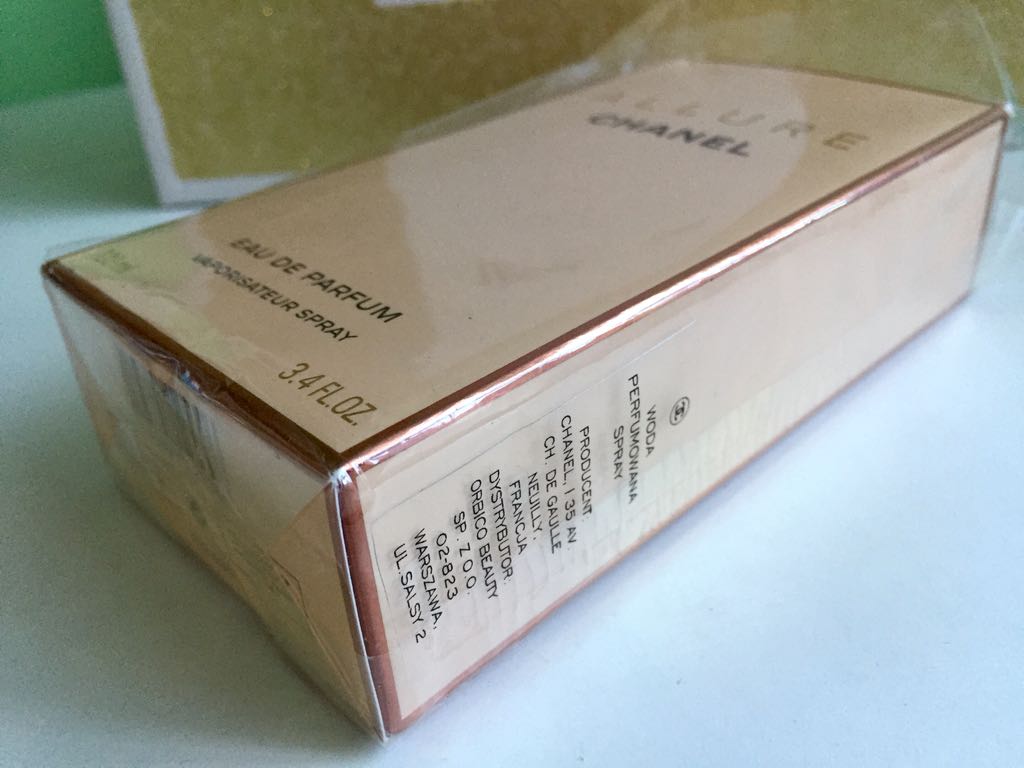 ALLURE
CHANEL
EAU DE PARFUM
VAPORISATEUR SPRAY
3.4 FL.OZ.
WODA
PERFUMOWANA
SPRAY
PRODUCENT:
CHANEL, 135 AV.
CH. DE GAULLE
NEUILLY,
FRANCJA
DYSTRYBUTOR:
ORBICO BEAUTY
SP. Z O.O.
02-823
WARSZAWA,
UL.SALSY 2